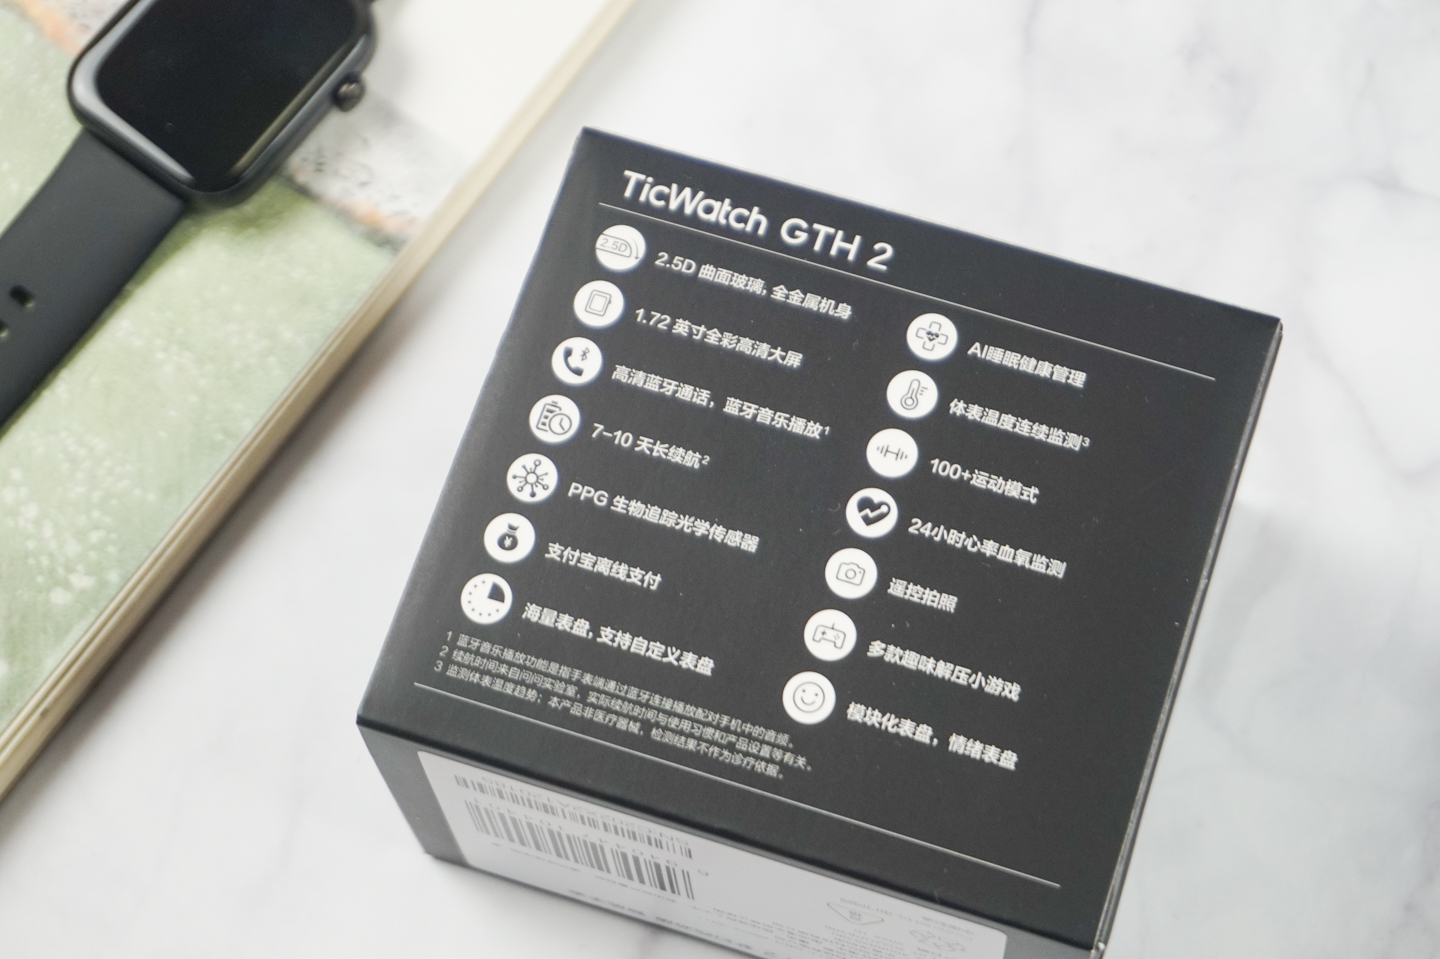 TicWatch GTH 2
2.5D
2.5D 曲面玻璃, 全金属机身
1.72 英寸全彩高清大屏
高清蓝牙通话，蓝牙音乐播放¹
7-10 天长续航²
PPG 生物追踪光学传感器
支付宝离线支付
海量表盘, 支持自定义表盘
AI睡眠健康管理
体表温度连续监测³
100+运动模式
24小时心率血氧监测
遥控拍照
多款趣味解压小游戏
模块化表盘，情绪表盘
1 蓝牙音乐播放功能是指手表端通过蓝牙连接播放配对手机中的音频。
2 续航时间来自问问实验室，实际续航时间与使用习惯和产品设置等有关。
3 监测体表温度趋势；本产品非医疗器械，检测结果不作为诊疗依据。